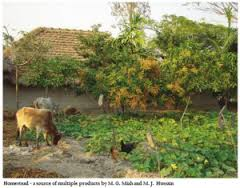 Homestead - a source of multiple products by M. G. Miah and M. J. Hussain